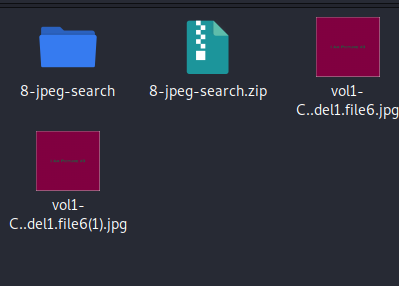 8-jpeg-search
8-jpeg-search.zip
vol1-
C..del1.file6.jpg
vol1-
C..del1.file6(1).jpg